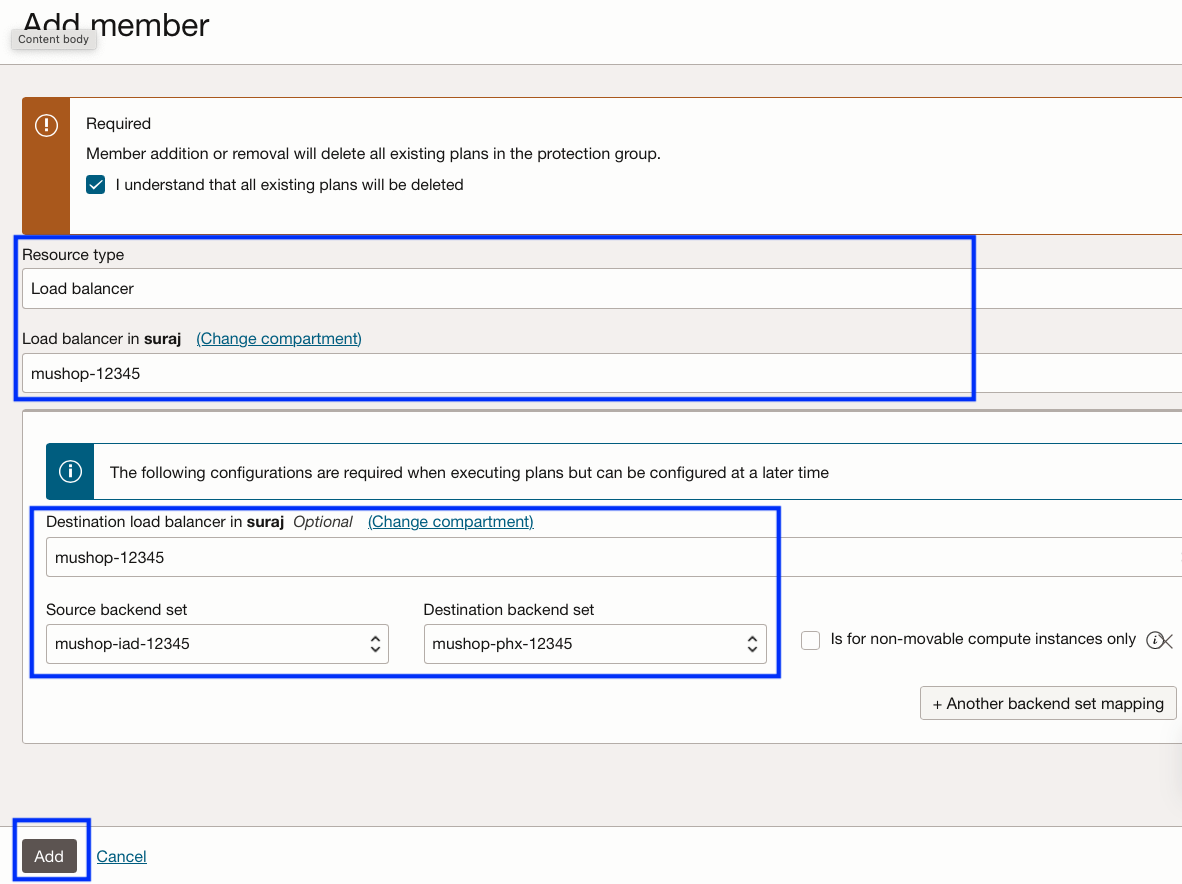 Add member
Content body
Required
Member addition or removal will delete all existing plans in the protection group.
I understand that all existing plans will be deleted
Resource type
Load balancer
Load balancer in suraj (Change compartment)
mushop-12345
The following configurations are required when executing plans but can be configured at a later time
Destination load balancer in suraj Optional (Change compartment)
mushop-12345
Source backend set Destination backend set
mushop-iad-12345 mushop-phx-12345 Is for non-movable compute instances only
+ Another backend set mapping
Add Cancel